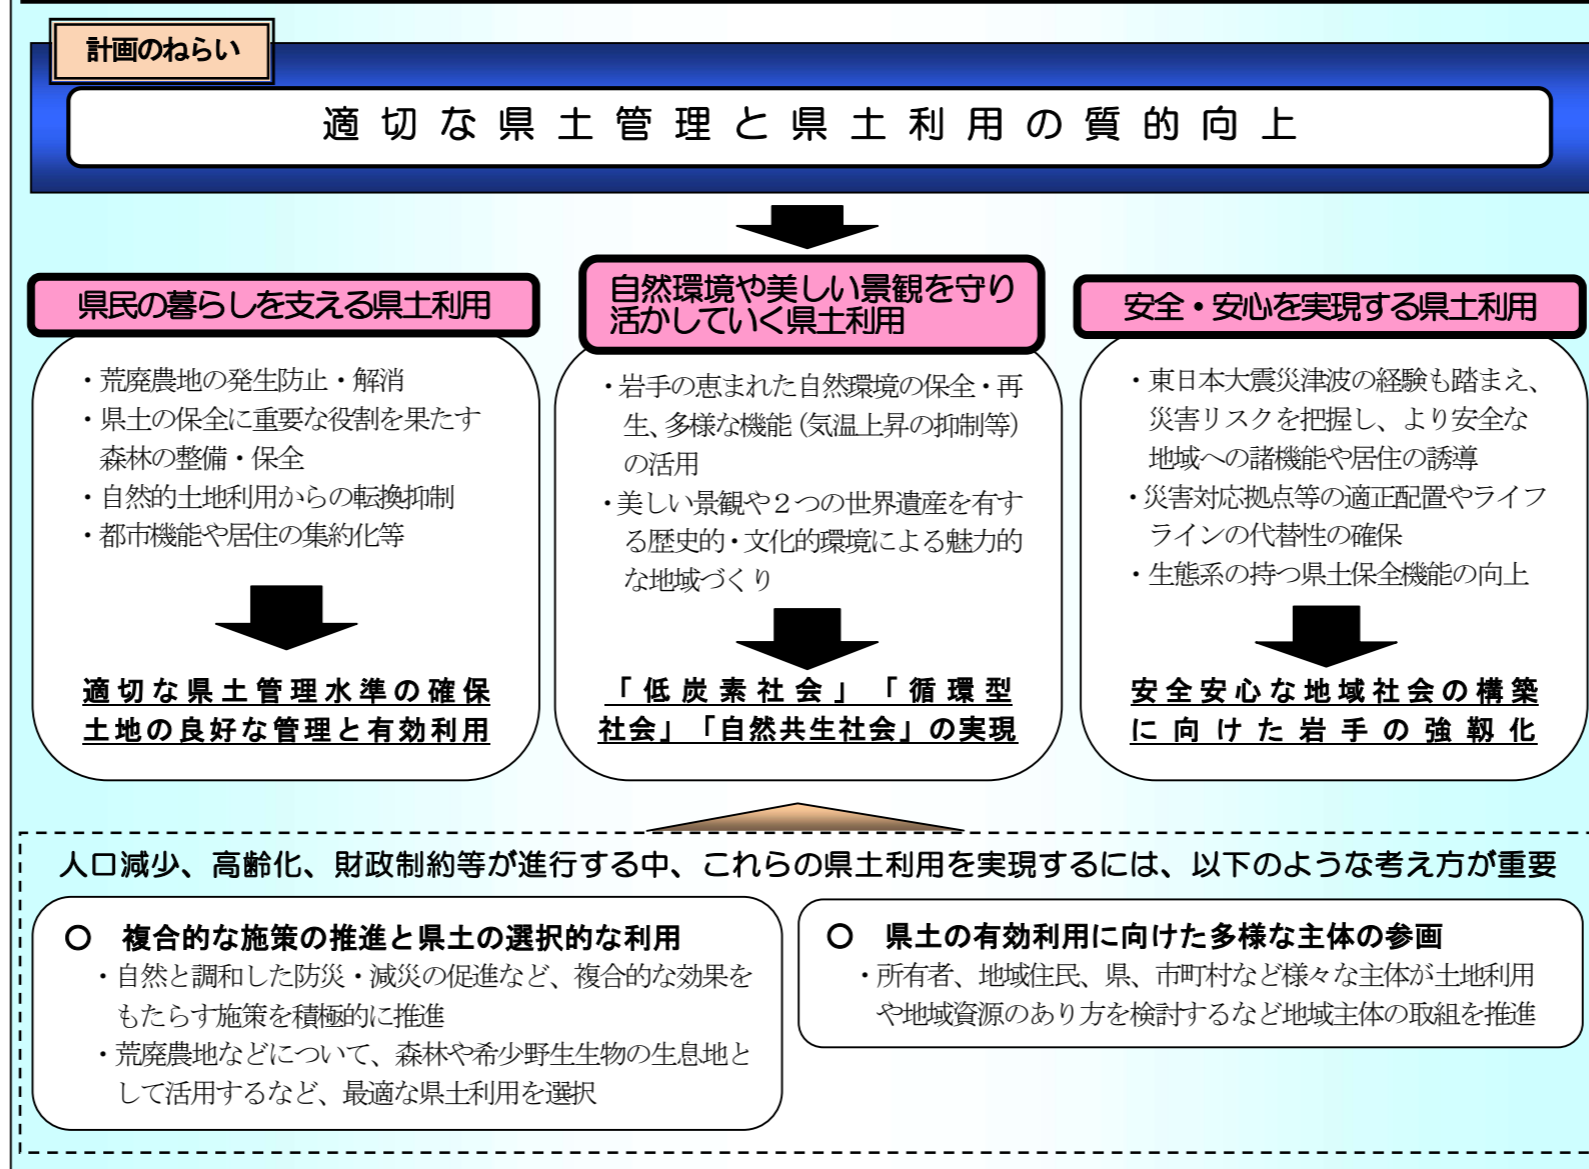 計画のねらい
適切な県土管理と県土利用の質的向上
県民の暮らしを支える県土利用
・荒廃農地の発生防止・解消
・県土の保全に重要な役割を果たす
森林の整備・保全
・自然的土地利用からの転換抑制
・都市機能や居住の集約化等
適切な県土管理水準の確保
土地の良好な管理と有効利用
自然環境や美しい景観を守り
活かしていく県土利用
・岩手の恵まれた自然環境の保全・再
生、多様な機能(気温上昇の抑制等)
の活用
・美しい景観や2つの世界遺産を有す
る歴史的・文化的環境による魅力的
な地域づくり
「低炭素社会」「循環型
社会」「自然共生社会」の実現
安全・安心を実現する県土利用
・東日本大震災津波の経験も踏まえ、
災害リスクを把握し、より安全な
地域への諸機能や居住の誘導
・災害対応拠点等の適正配置やライフ
ラインの代替性の確保
・生態系の持つ県土保全機能の向上
安全安心な地域社会の構築
に向けた岩手の強靱化
人口減少、高齢化、財政制約等が進行する中、これらの県土利用を実現するには、以下のような考え方が重要
○ 複合的な施策の推進と県土の選択的な利用
・自然と調和した防災・減災の促進など、複合的な効果を
もたらす施策を積極的に推進
・荒廃農地などについて、森林や希少野生生物の生息地と
して活用するなど、最適な県土利用を選択
○ 県土の有効利用に向けた多様な主体の参画
・所有者、地域住民、県、市町村など様々な主体が土地利用
や地域資源のあり方を検討するなど地域主体の取組を推進